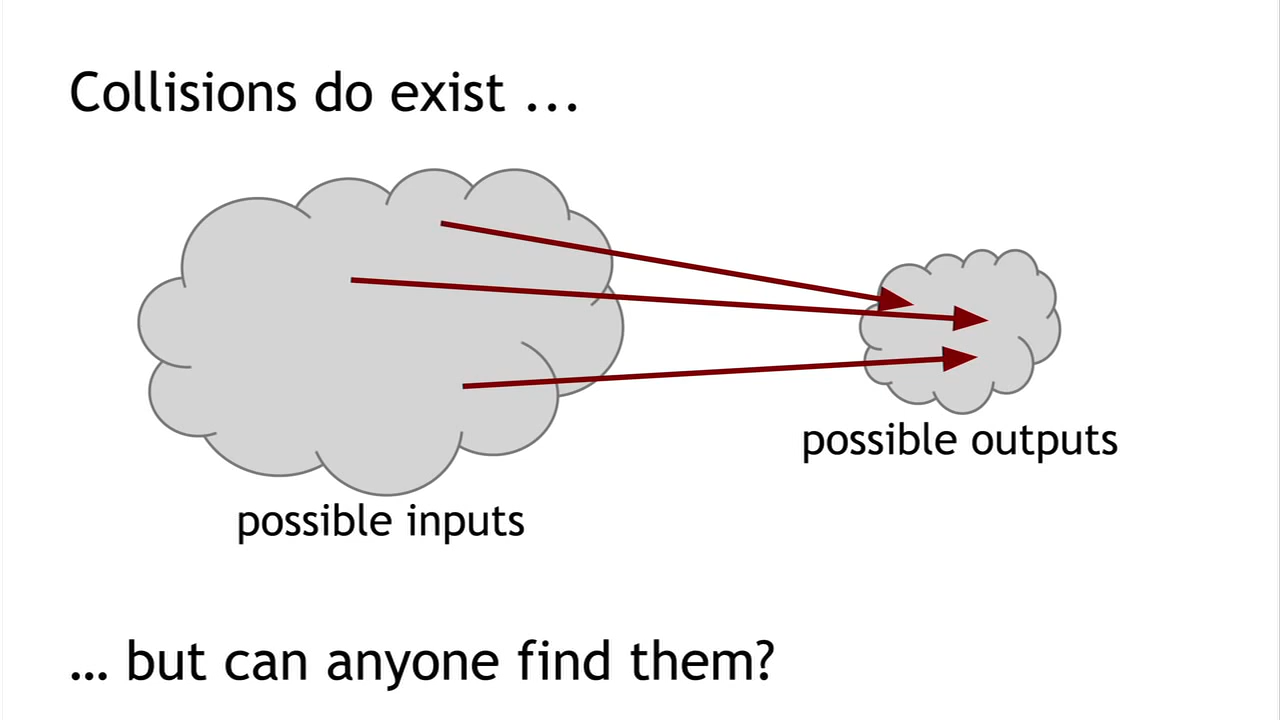 Collisions do exist ...
possible outputs
possible inputs
… but can anyone find them?